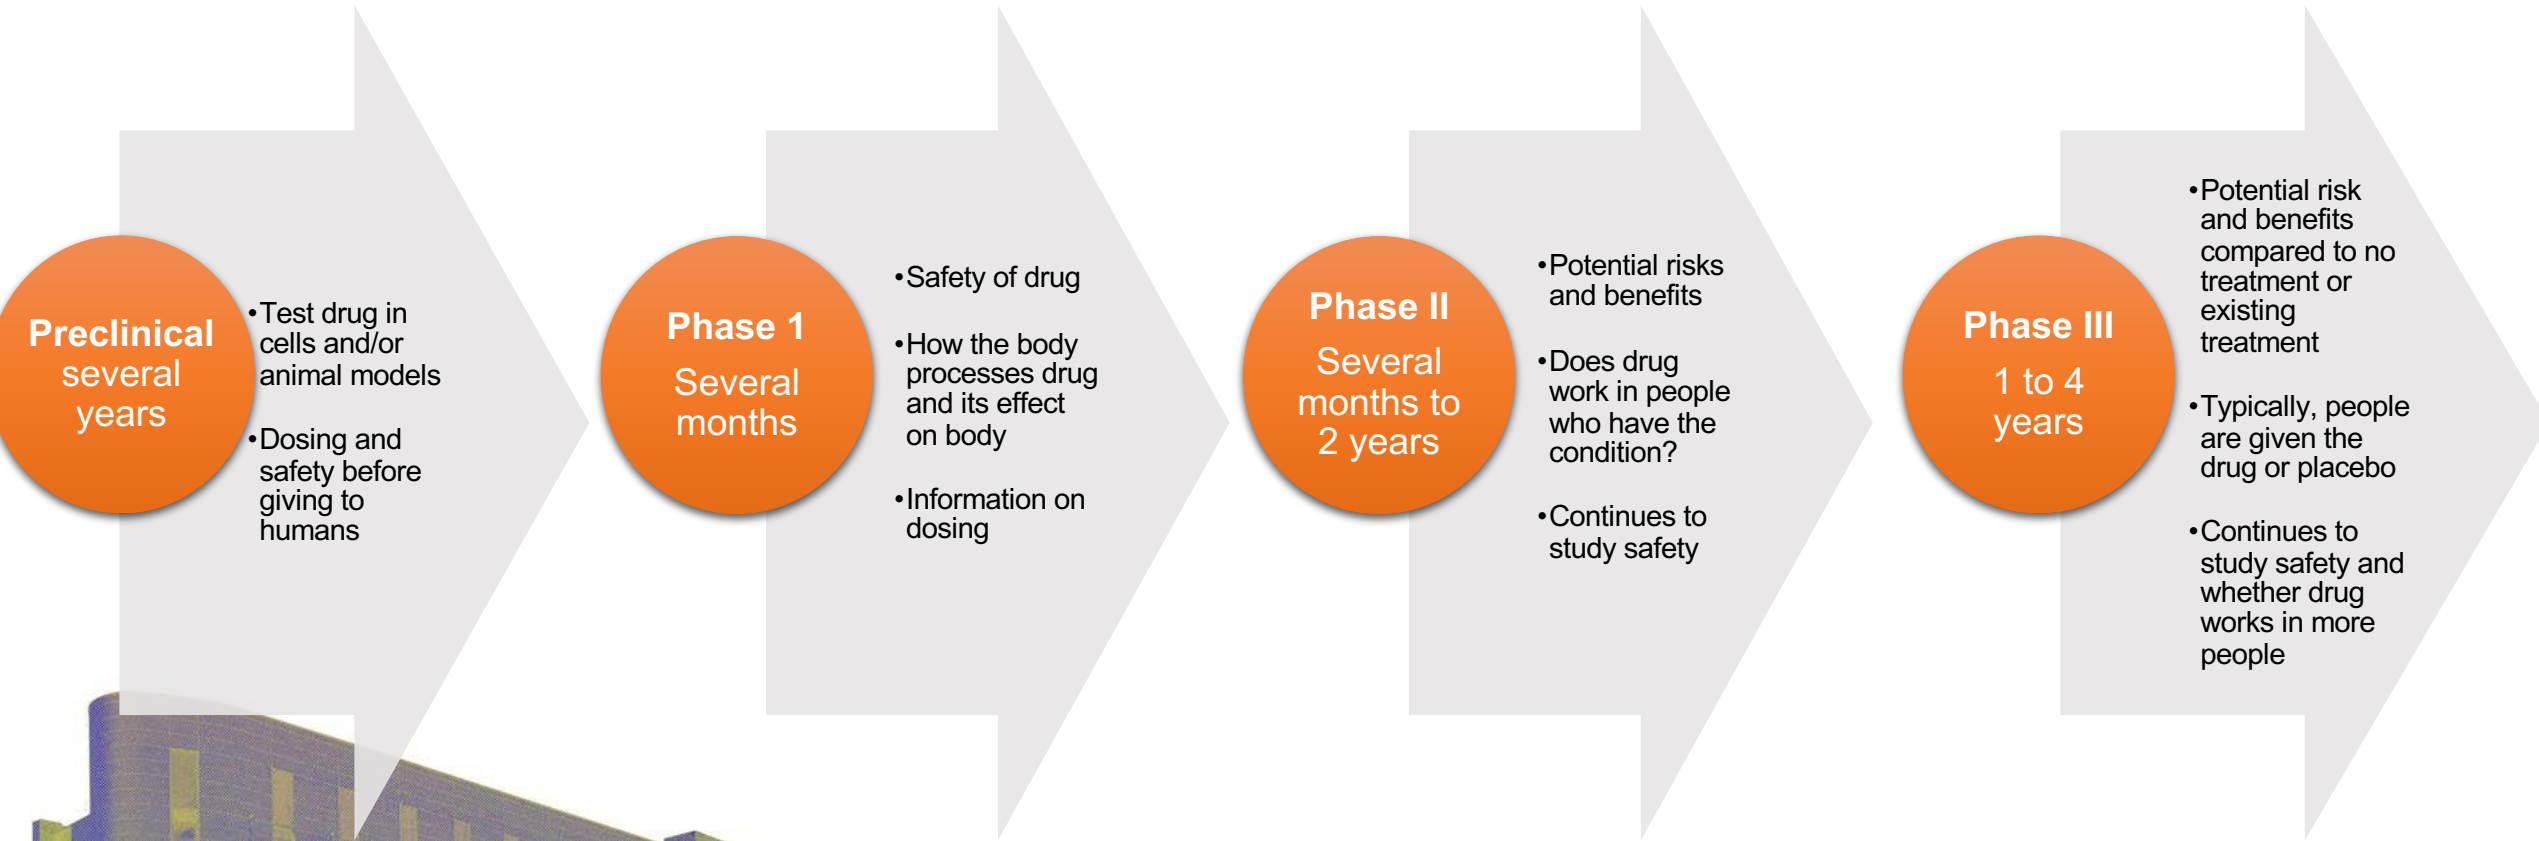 Preclinical
several
years
•Test drug in
cells and/or
animal models
•Dosing and
safety before
giving to
humans
Phase 1
Several
months
•Safety of drug
•How the body
processes drug
and its effect
on body
•Information on
dosing
Phase II
Several
months to
2 years
•Potential risks
and benefits
•Does drug
work in people
who have the
condition?
•Continues to
study safety
Phase III
1 to 4
years
•Potential risk
and benefits
compared to no
treatment or
existing
treatment
•Typically, people
are given the
drug or placebo
•Continues to
study safety and
whether drug
works in more
people